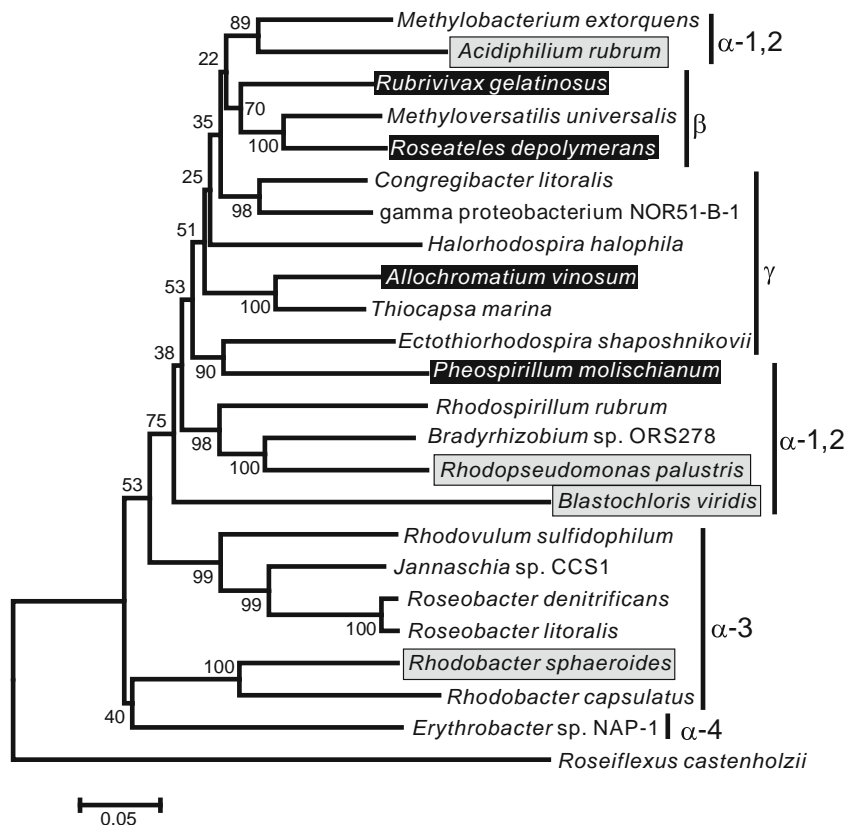 89
Methylobacterium extorquens
α-1,2
22
Acidiphilium rubrum
Rubrivivax gelatinosus
70
Methyloversatilis universalis
β
35
100
Roseateles depolymerans
25
Congregibacter litoralis
98
gamma proteobacterium NOR51-B-1
51
Halorhodospira halophila
γ
53
Allochromatium vinosum
100
Thiocapsa marina
38
Ectothiorhodospira shaposhnikovii
90
Pheospirillum molischianum
75
Rhodospirillum rubrum
98
Bradyrhizobium sp. ORS278
α-1,2
100
Rhodopseudomonas palustris
53
Blastochloris viridis
Rhodovulum sulfidophilum
99
Jannaschia sp. CCS1
99
Roseobacter denitrificans
100
Roseobacter litoralis
α-3
100
Rhodobacter sphaeroides
Rhodobacter capsulatus
40
Erythrobacter sp. NAP-1
α-4
Roseiflexus castenholzii
0.05